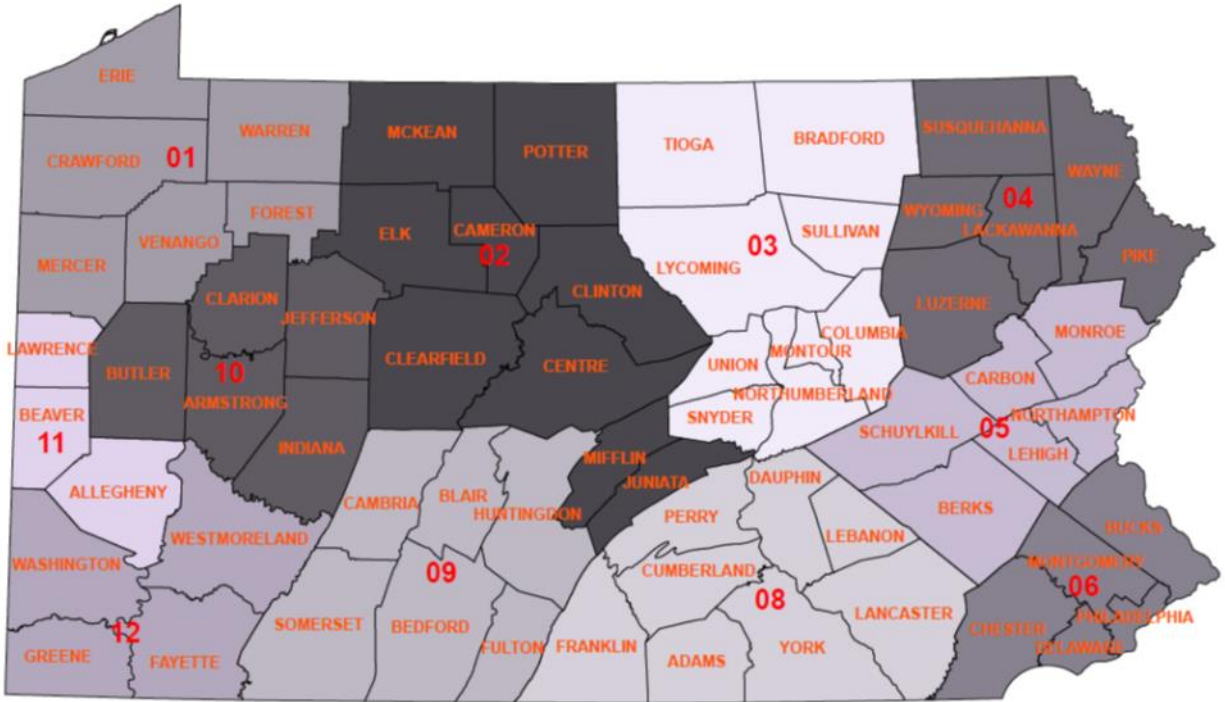 ERIE
WARREN
MCKEAN
POTTER
TIOGA
BRADFORD
SUSQUEHANNA
CRAWFORD
01
WAYNE
FOREST
VENANGO
ELK
CAMERON
02
03
SULLIVAN
WYOMING
04
LACKAWANNA
MERCER
LYCOMING
PIKE
CLARION
JEFFERSON
CLINTON
LUZERNE
COLUMBIA
MONROE
LAWRENCE
BUTLER
10
CLEARFIELD
CENTRE
UNION
MONTOUR
CARBON
ARMSTRONG
NORTHUMBERLAND
BEAVER
11
SNYDER
NORTHAMPTON
SCHUYLKILL
05
INDIANA
MIFFLIN
LEHIGH
ALLEGHENY
CAMBRIA
BLAIR
JUNIATA
DAUPHIN
HUNTINGDON
PERRY
BERKS
BUCKS
WESTMORELAND
LEBANON
WASHINGTON
MONTGOMERY
09
CUMBERLAND
06
08
LANCASTER
PHILADELPHIA
12
SOMERSET
BEDFORD
CHESTER
GREENE
FAYETTE
FULTON
FRANKLIN
YORK
DELAWARE
ADAMS